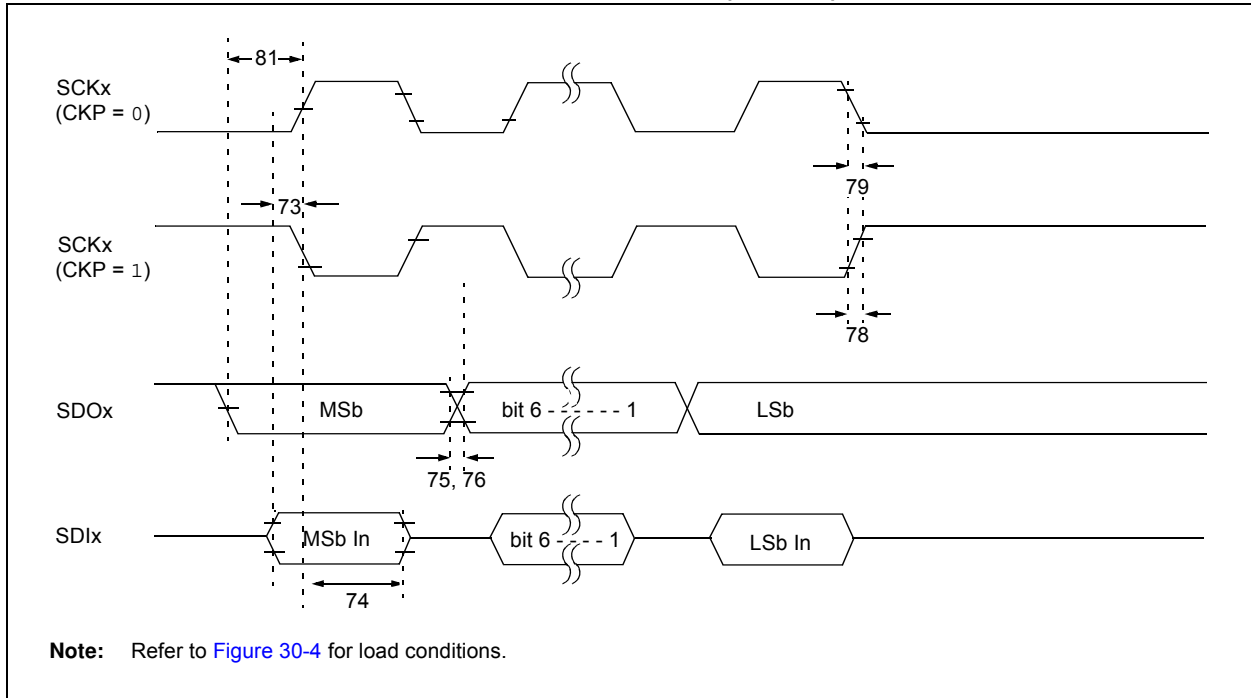 81
SCKx
(CKP = 0)
79
73
SCKx
(CKP = 1)
78
SDOx
MSb
bit 6 - - - - - - 1
LSb
75, 76
SDIx
MSb In
bit 6 - - - - 1
LSb In
74
Note: Refer to Figure 30-4 for load conditions.